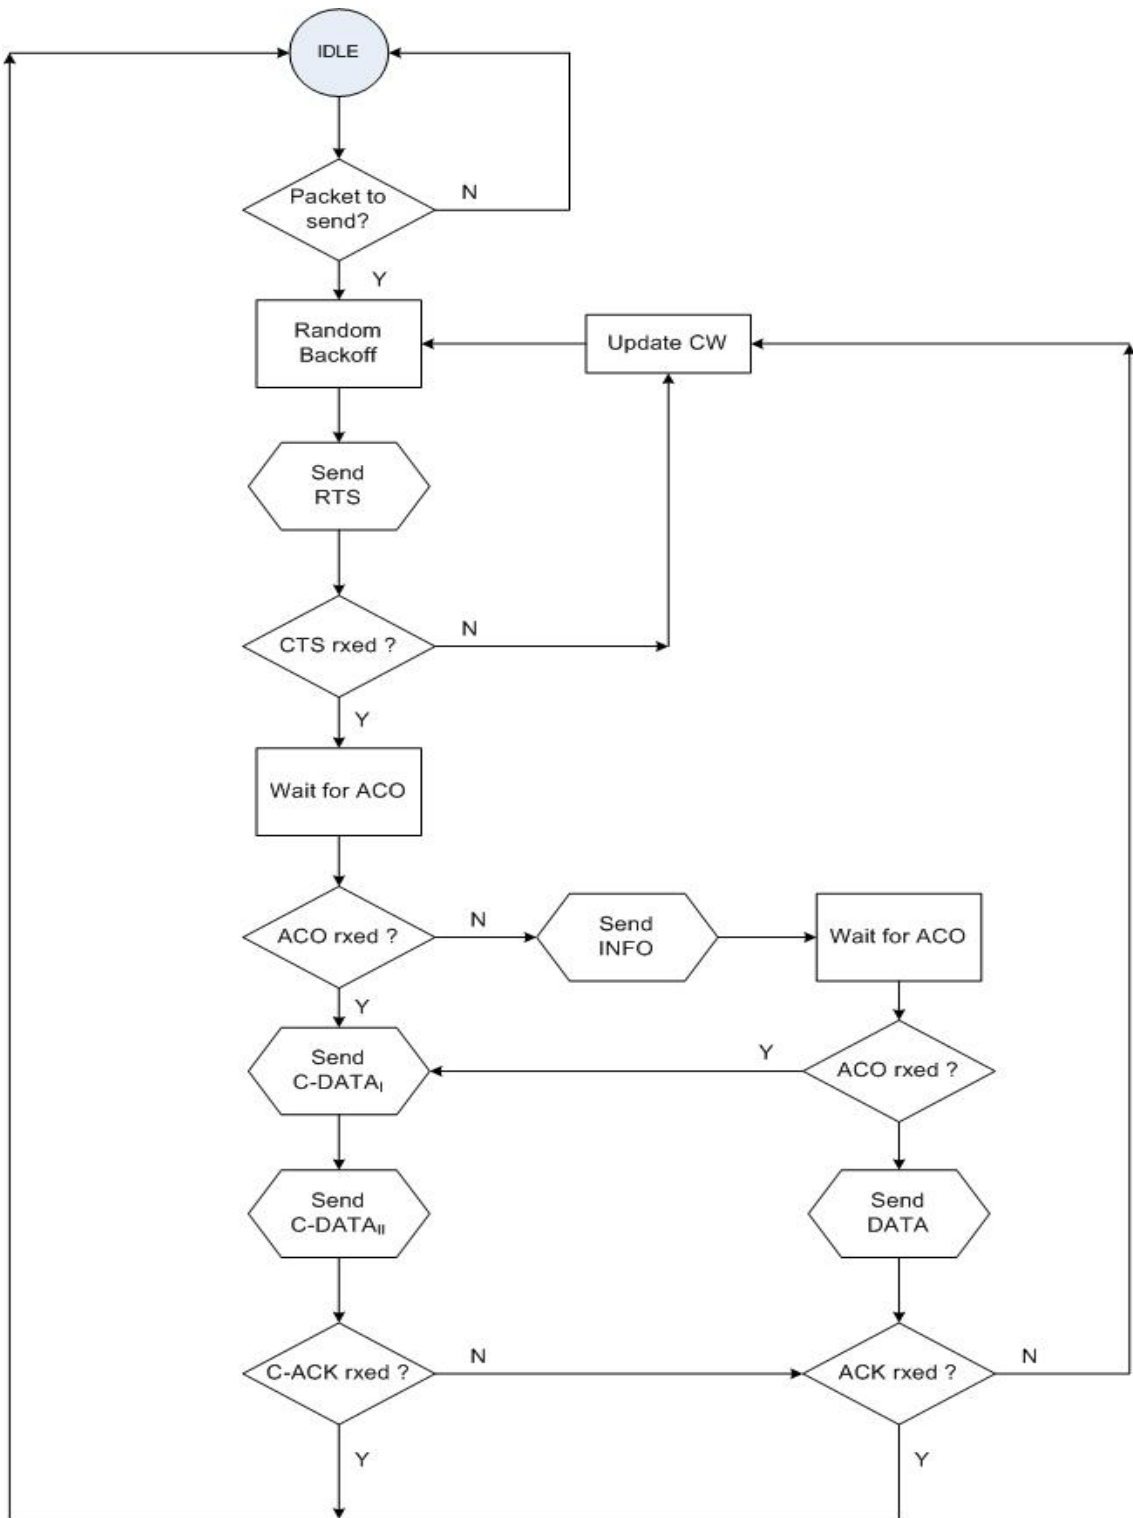 IDLE
Packet to
send?
N
Y
Random
Backoff
Update CW
Send
RTS
CTS rxed ?
N
Y
Wait for ACO
ACO rxed ?
N
Send
INFO
Wait for ACO
Y
Send
C-DATAI
Y
ACO rxed ?
Send
C-DATAII
Send
DATA
C-ACK rxed ?
N
ACK rxed ?
N
Y
Y